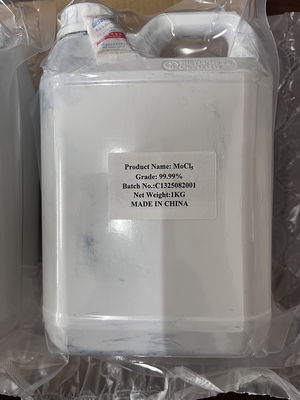 Product Name: MoCl₅
Grade: 99.99%
Batch No.:C1325082001
Net Weight:1KG
MADE IN CHINA